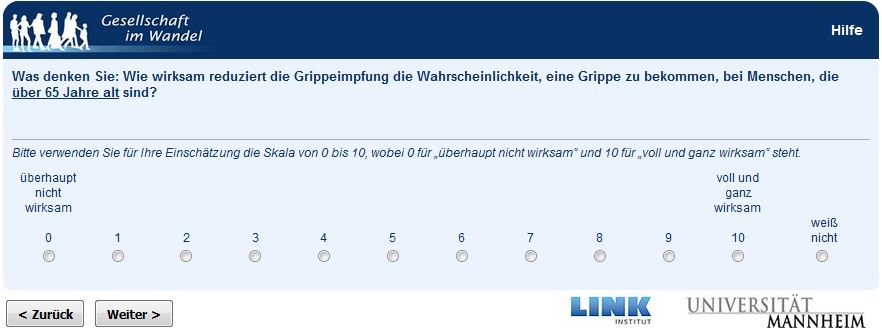 Gesellschaft
im Wandel
Hilfe
Was denken Sie: Wie wirksam reduziert die Grippeimpfung die Wahrscheinlichkeit, eine Grippe zu bekommen, bei Menschen, die
über 65 Jahre alt sind?
Bitte verwenden Sie für Ihre Einschätzung die Skala von 0 bis 10, wobei 0 für „überhaupt nicht wirksam“ und 10 für „voll und ganz wirksam“ steht.
überhaupt
nicht
wirksam
voll und
ganz
wirksam
weiß
nicht
0 1 2 3 4 5 6 7 8 9 10
< Zurück Weiter >
LINK
INSTITUT
UNIVERSITÄT
MANNHEIM